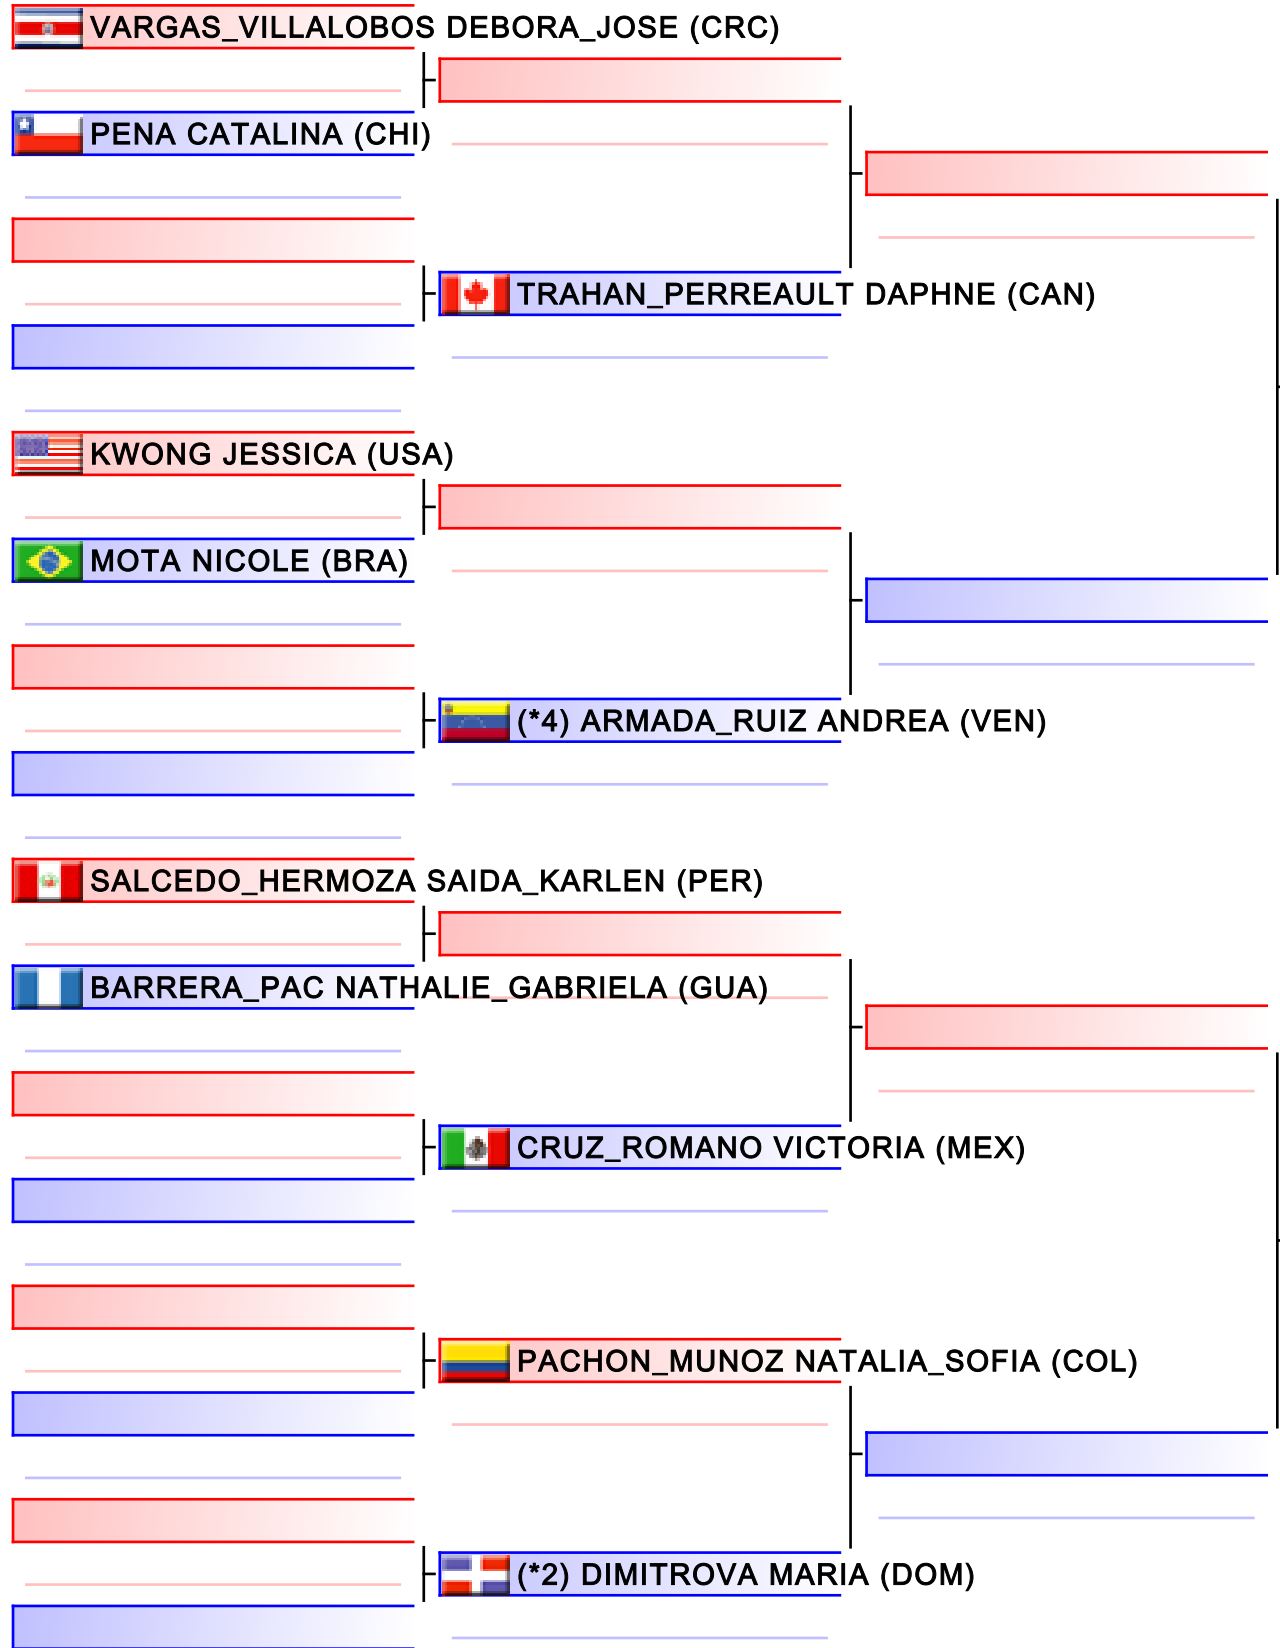 VARGAS_VILLALOBOS DEBORA_JOSE (CRC)
PENA CATALINA (CHI)
TRAHAN_PERREAULT DAPHNE (CAN)
KWONG JESSICA (USA)
MOTA NICOLE (BRA)
(*4) ARMADA_RUIZ ANDREA (VEN)
SALCEDO_HERMOZA SAIDA_KARLEN (PER)
BARRERA_PAC NATHALIE_GABRIELA (GUA)
CRUZ_ROMANO VICTORIA (MEX)
PACHON_MUNOZ NATALIA_SOFIA (COL)
(*2) DIMITROVA MARIA (DOM)